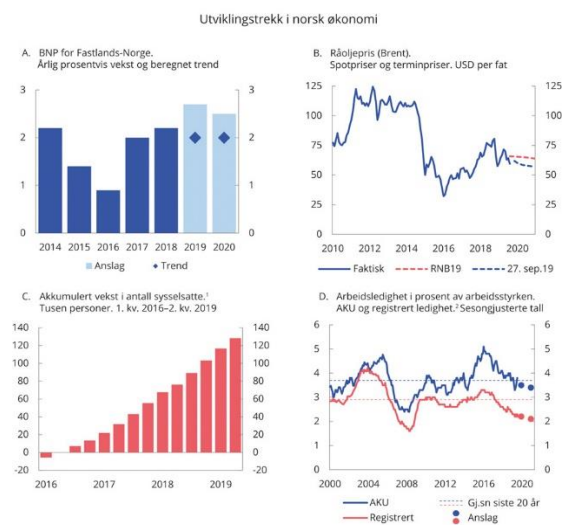 Utviklingstrekk i norsk økonomi
A. BNP for Fastlands-Norge.
Årlig prosentvis vekst og beregnet trend
3 3
2 2
1 1
0 0
2014 2015 2016 2017 2018 2019 2020
Anslag Trend
B. Råoljepris (Brent).
Spotpriser og terminpriser. USD per fat
125 125
100 100
75 75
50 50
25 25
0 0
2010 2012 2014 2016 2018 2020
Faktisk RNB19 27. sep.19
C. Akkumulert vekst i antall sysselsatte.¹
Tusen personer. 1. kv. 2016–2. kv. 2019
140 140
120 120
100 100
80 80
60 60
40 40
20 20
0 0
-20 -20
2016 2017 2018 2019
D. Arbeidsledighet i prosent av arbeidsstyrken.
AKU og registrert ledighet.² Sesongjusterte tall
6 6
5 5
4 4
3 3
2 2
1 1
0 0
2000 2004 2008 2012 2016 2020
AKU Gj.sn siste 20 år
Registrert Anslag